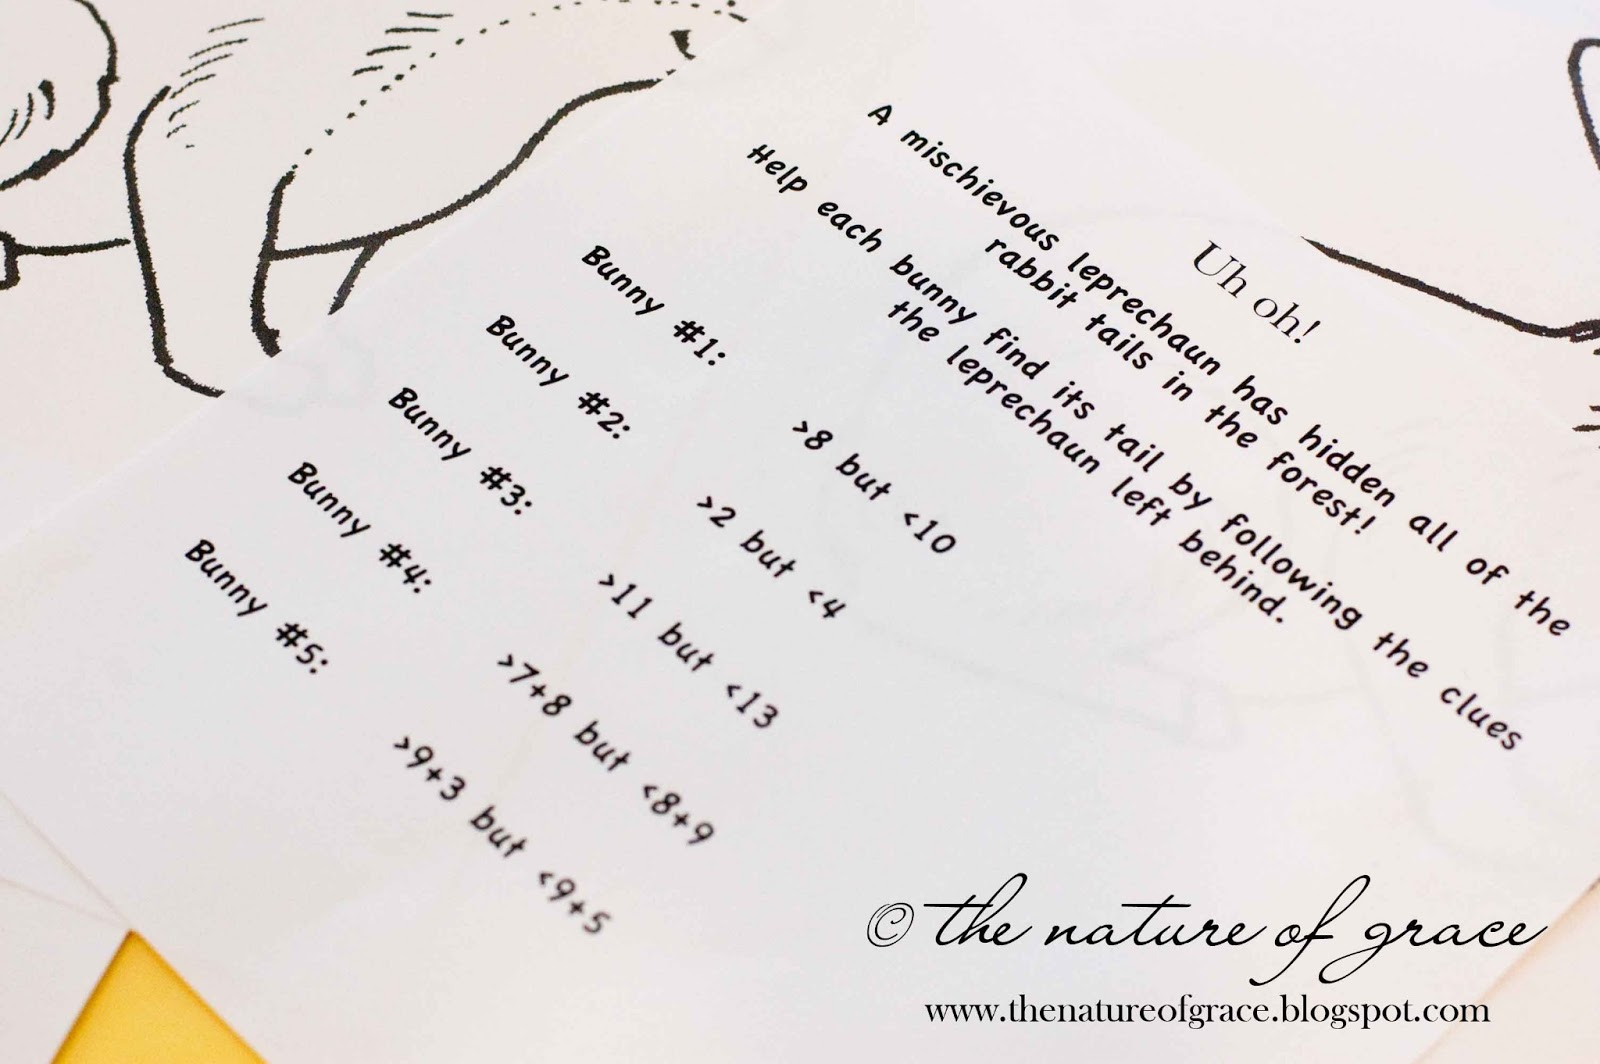 Uh oh!
A mischievous leprechaun has hidden all of the
rabbit tails in the forest!
Help each bunny find its tail by following the clues
the leprechaun left behind.
Bunny #1: >8 but <10
Bunny #2: >2 but <4
Bunny #3: >11 but <13
Bunny #4: >7+8 but <8+9
Bunny #5: >9+3 but <9+5
© the nature of grace
www.thenatureofgrace.blogspot.com